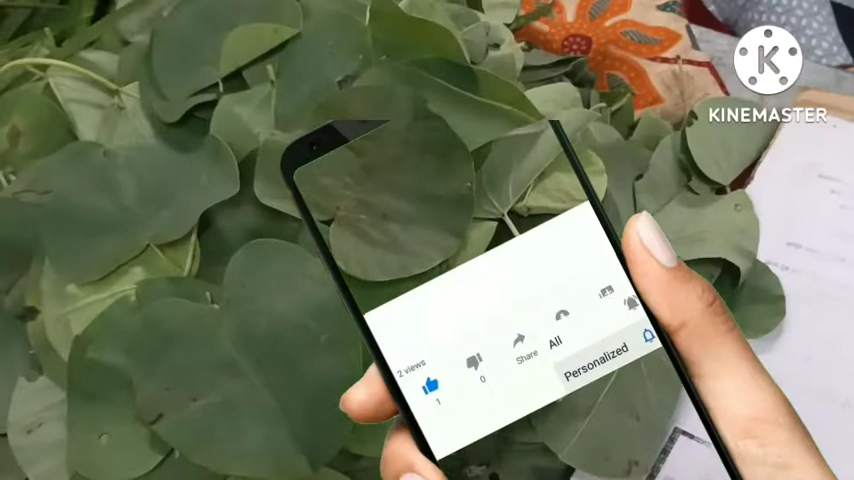 K
KINEMASTER
2 views
1
0
Share
All
Personalized